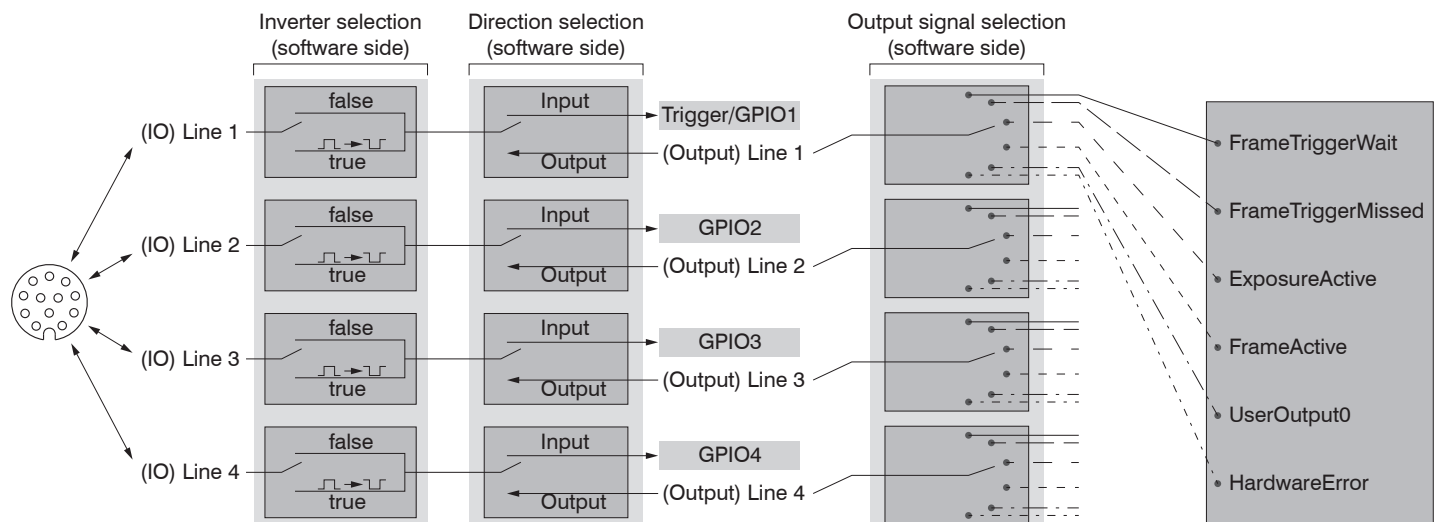 Inverter selection
(software side)
Direction selection
(software side)
Output signal selection
(software side)
(IO) Line 1
false
true
Input
Output
Trigger/GPIO1
(Output) Line 1
(IO) Line 2
false
true
Input
Output
GPIO2
(Output) Line 2
(IO) Line 3
false
true
Input
Output
GPIO3
(Output) Line 3
(IO) Line 4
false
true
Input
Output
GPIO4
(Output) Line 4
FrameTriggerWait
FrameTriggerMissed
ExposureActive
FrameActive
UserOutput0
HardwareError